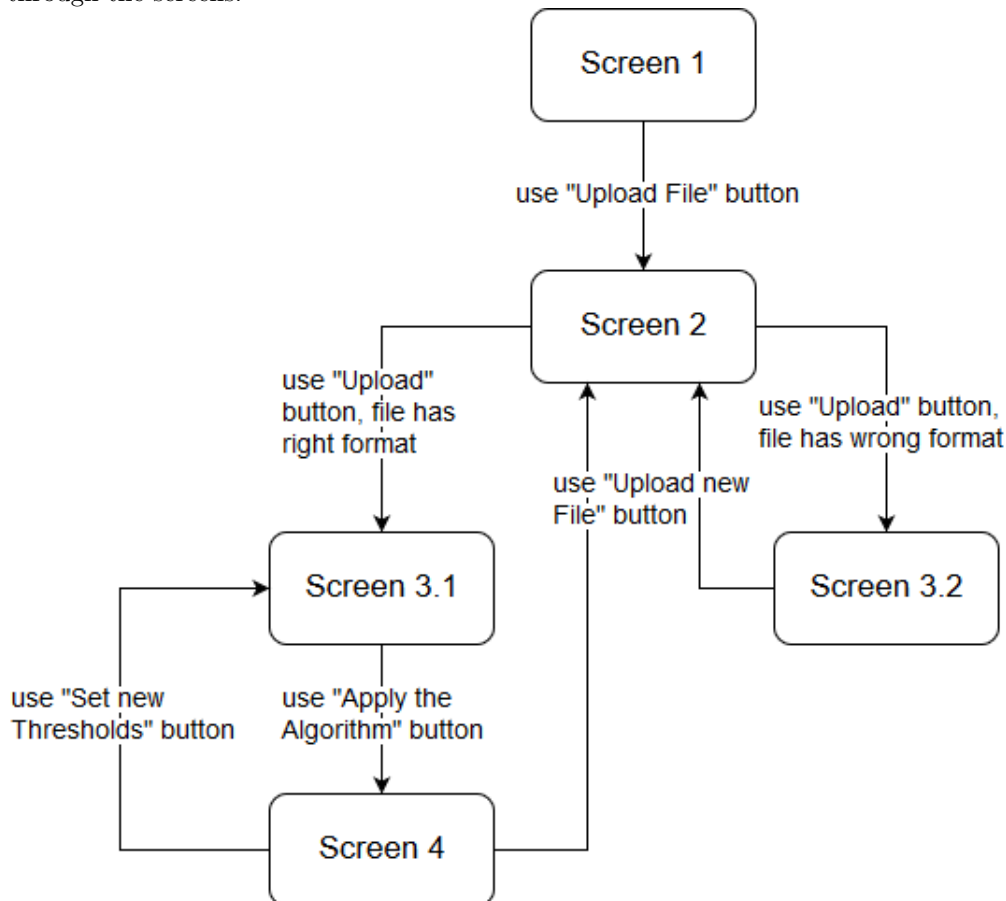 through the screens.
Screen 1
use "Upload File" button
Screen 2
use "Upload"
button, file has
right format
use "Upload" button,
file has wrong format
use "Upload new
File" button
Screen 3.1
Screen 3.2
use "Set new
Thresholds" button
use "Apply the
Algorithm" button
Screen 4